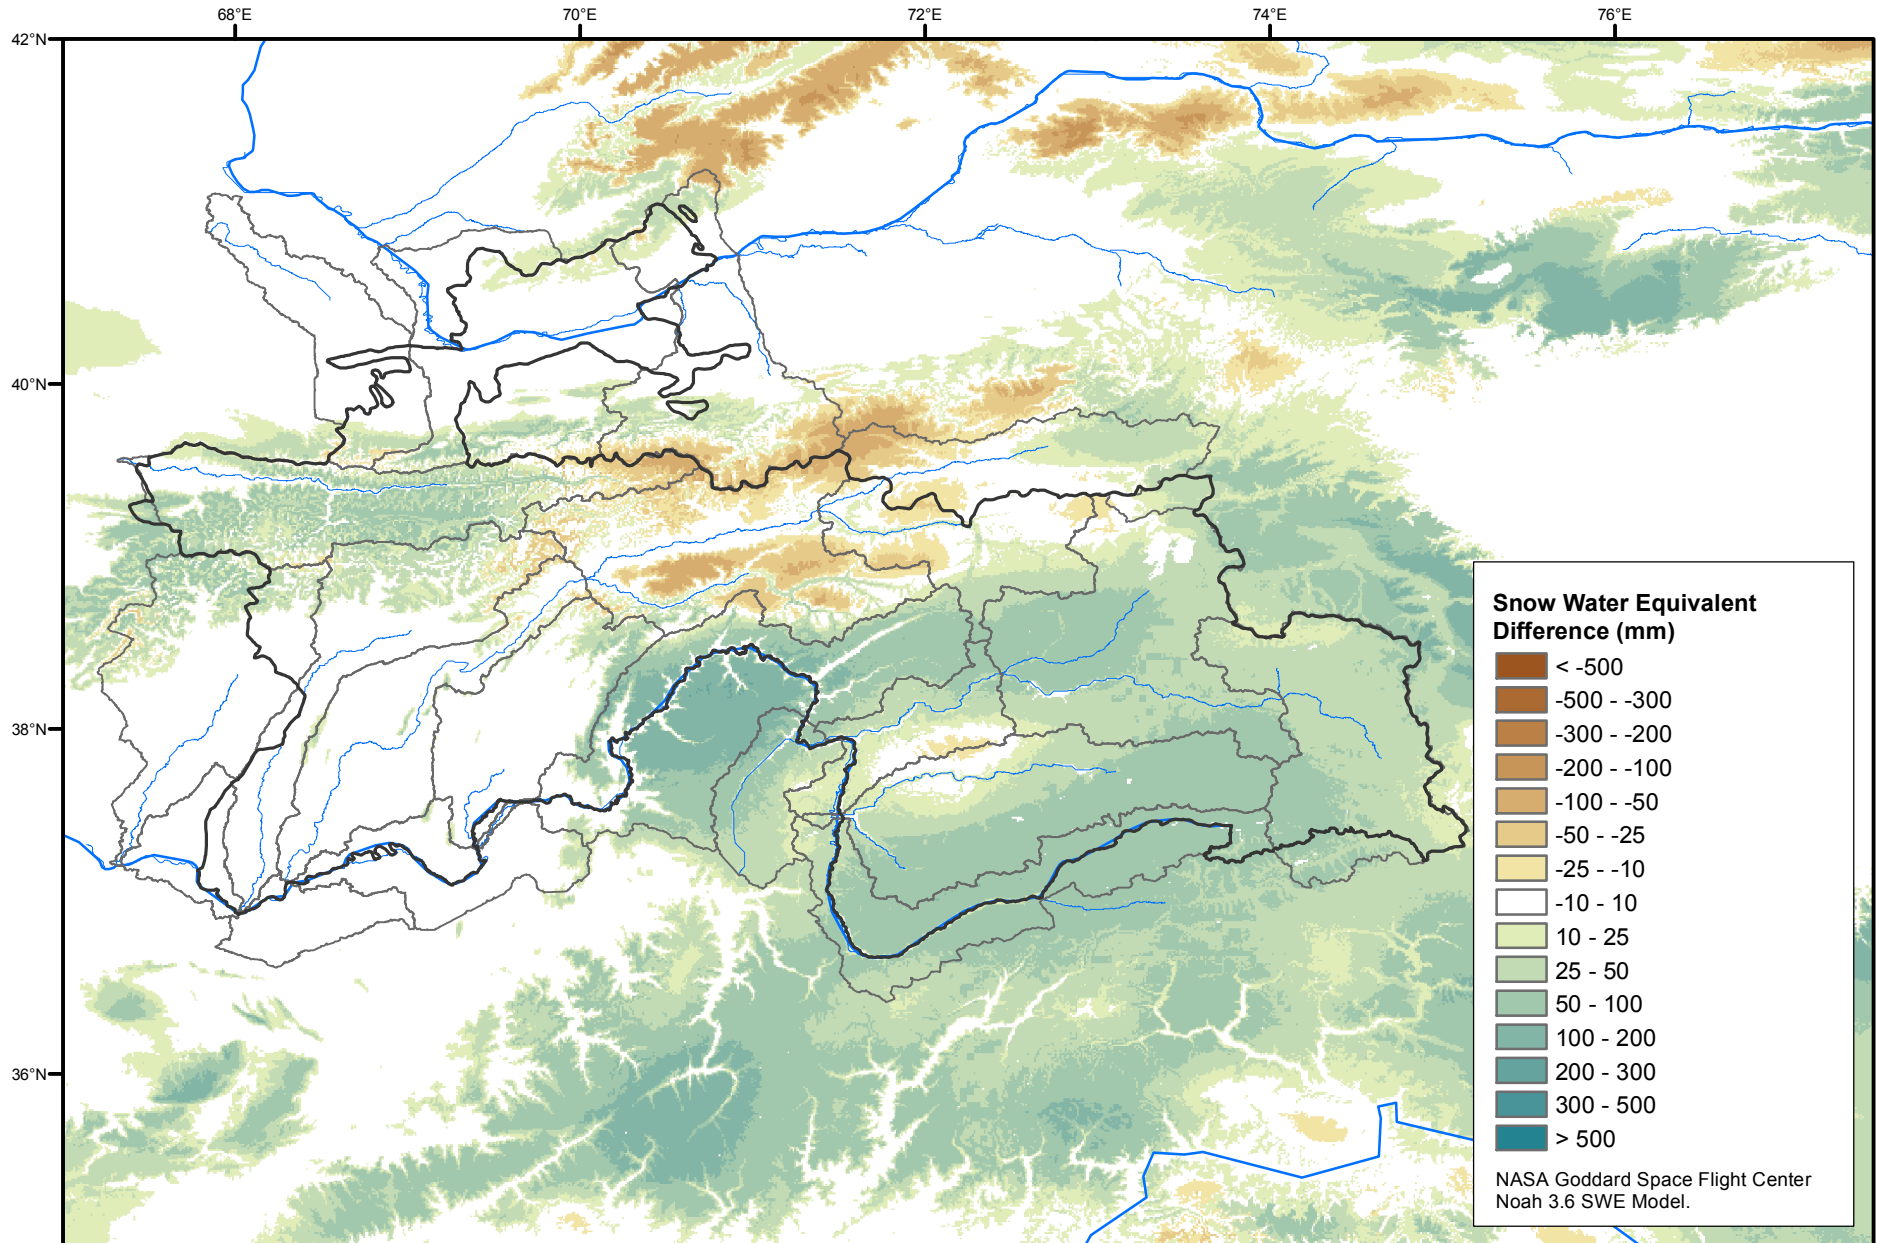 68°E
70°E
72°E
74°E
76°E
42°N
40°N
38°N
36°N
Snow Water Equivalent
Difference (mm)
< -500
-500 - -300
-300 - -200
-200 - -100
-100 - -50
-50 - -25
-25 - -10
-10 - 10
10 - 25
25 - 50
50 - 100
100 - 200
200 - 300
300 - 500
> 500
NASA Goddard Space Flight Center
Noah 3.6 SWE Model.